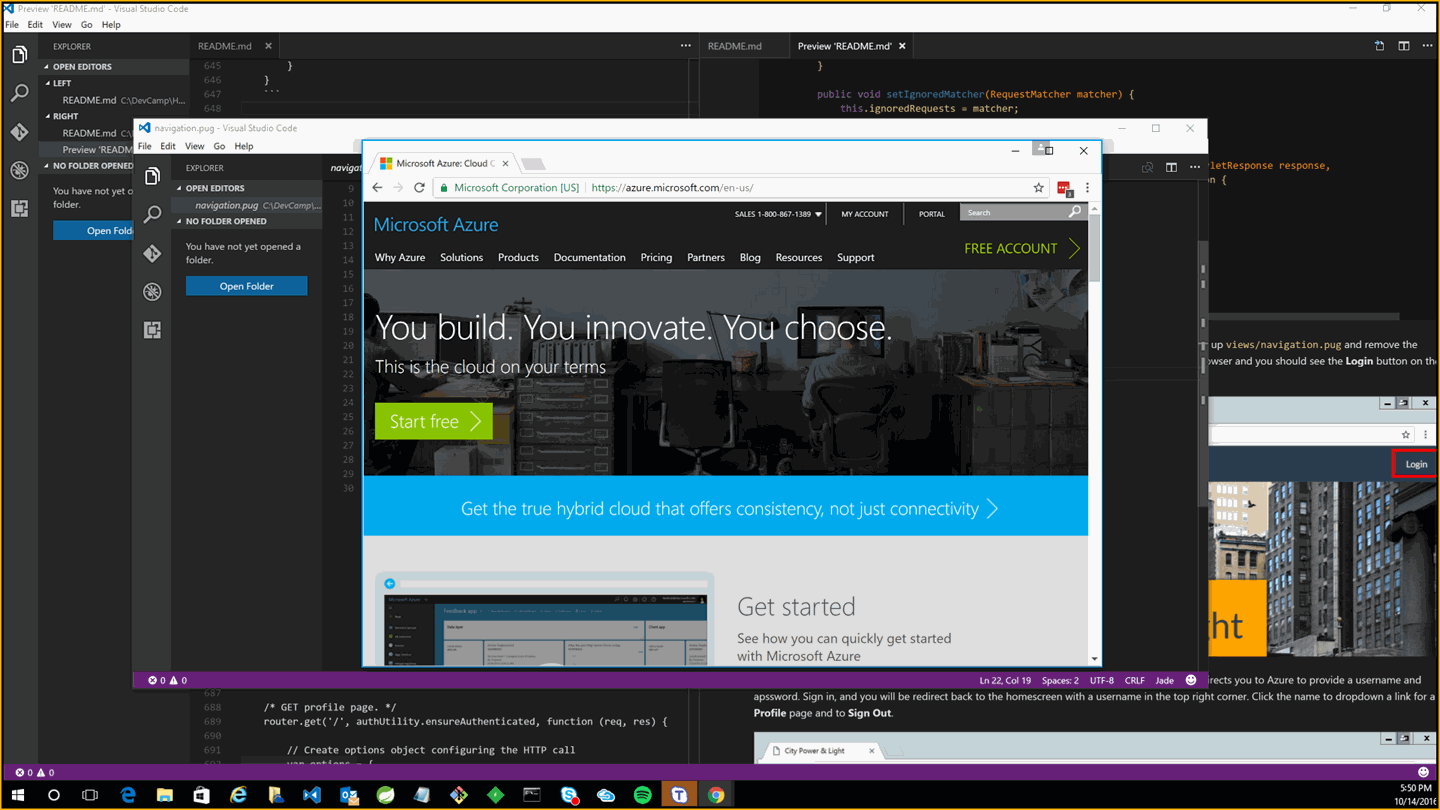 Preview 'README.md' - Visual Studio Code
File Edit View Go Help
EXPLORER
OPEN EDITORS
LEFT
README.md C:\DevCamp\H...
RIGHT
README.md C:\DevCamp\H...
Preview 'READM
NO FOLDER OPENED
You have not yet o
folder.
Open Folde
README.md
645 }
646 }
647 ```
648
README.md
Preview 'README.md'
}
public void setIgnoredMatcher(RequestMatcher matcher) {
this.ignoredRequests = matcher;
vletResponse response,
n {
navigation.pug - Visual Studio Code
File Edit View Go Help
EXPLORER
OPEN EDITORS
navigation.pug C:\DevCamp\...
NO FOLDER OPENED
You have not yet opened a
folder.
Open Folder
navigat
9
10
11
12
13
14
15
16
17
18
19
20
21
22
23
24
25
26
27
28
29
30
Microsoft Azure: Cloud C
Microsoft Corporation [US]
https://azure.microsoft.com/en-us/
SALES 1-800-867-1389
MY ACCOUNT
PORTAL
Search
Microsoft Azure
FREE ACCOUNT
Why Azure Solutions Products Documentation Pricing Partners Blog Resources Support
You build. You innovate. You choose.
This is the cloud on your terms
Start free
Get the true hybrid cloud that offers consistency, not just connectivity
Microsoft Azure
Feedback app
Get started
See how you can quickly get started
with Microsoft Azure
up views/navigation.pug and remove the
owser and you should see the Login button on the
Login
ht
0 0
Ln 22, Col 19 Spaces: 2 UTF-8 CRLF Jade
687
688 /* GET profile page. */
689 router.get('/', authUtility.ensureAuthenticated, function (req, res) {
690
691 // Create options object configuring the HTTP call
692 var options = {
irects you to Azure to provide a username and
apssword. Sign in, and you will be redirect back to the homescreen with a username in the top right corner. Click the name to dropdown a link for a
Profile page and to Sign Out.
City Power & Light
0 0
5:50 PM
10/14/2016